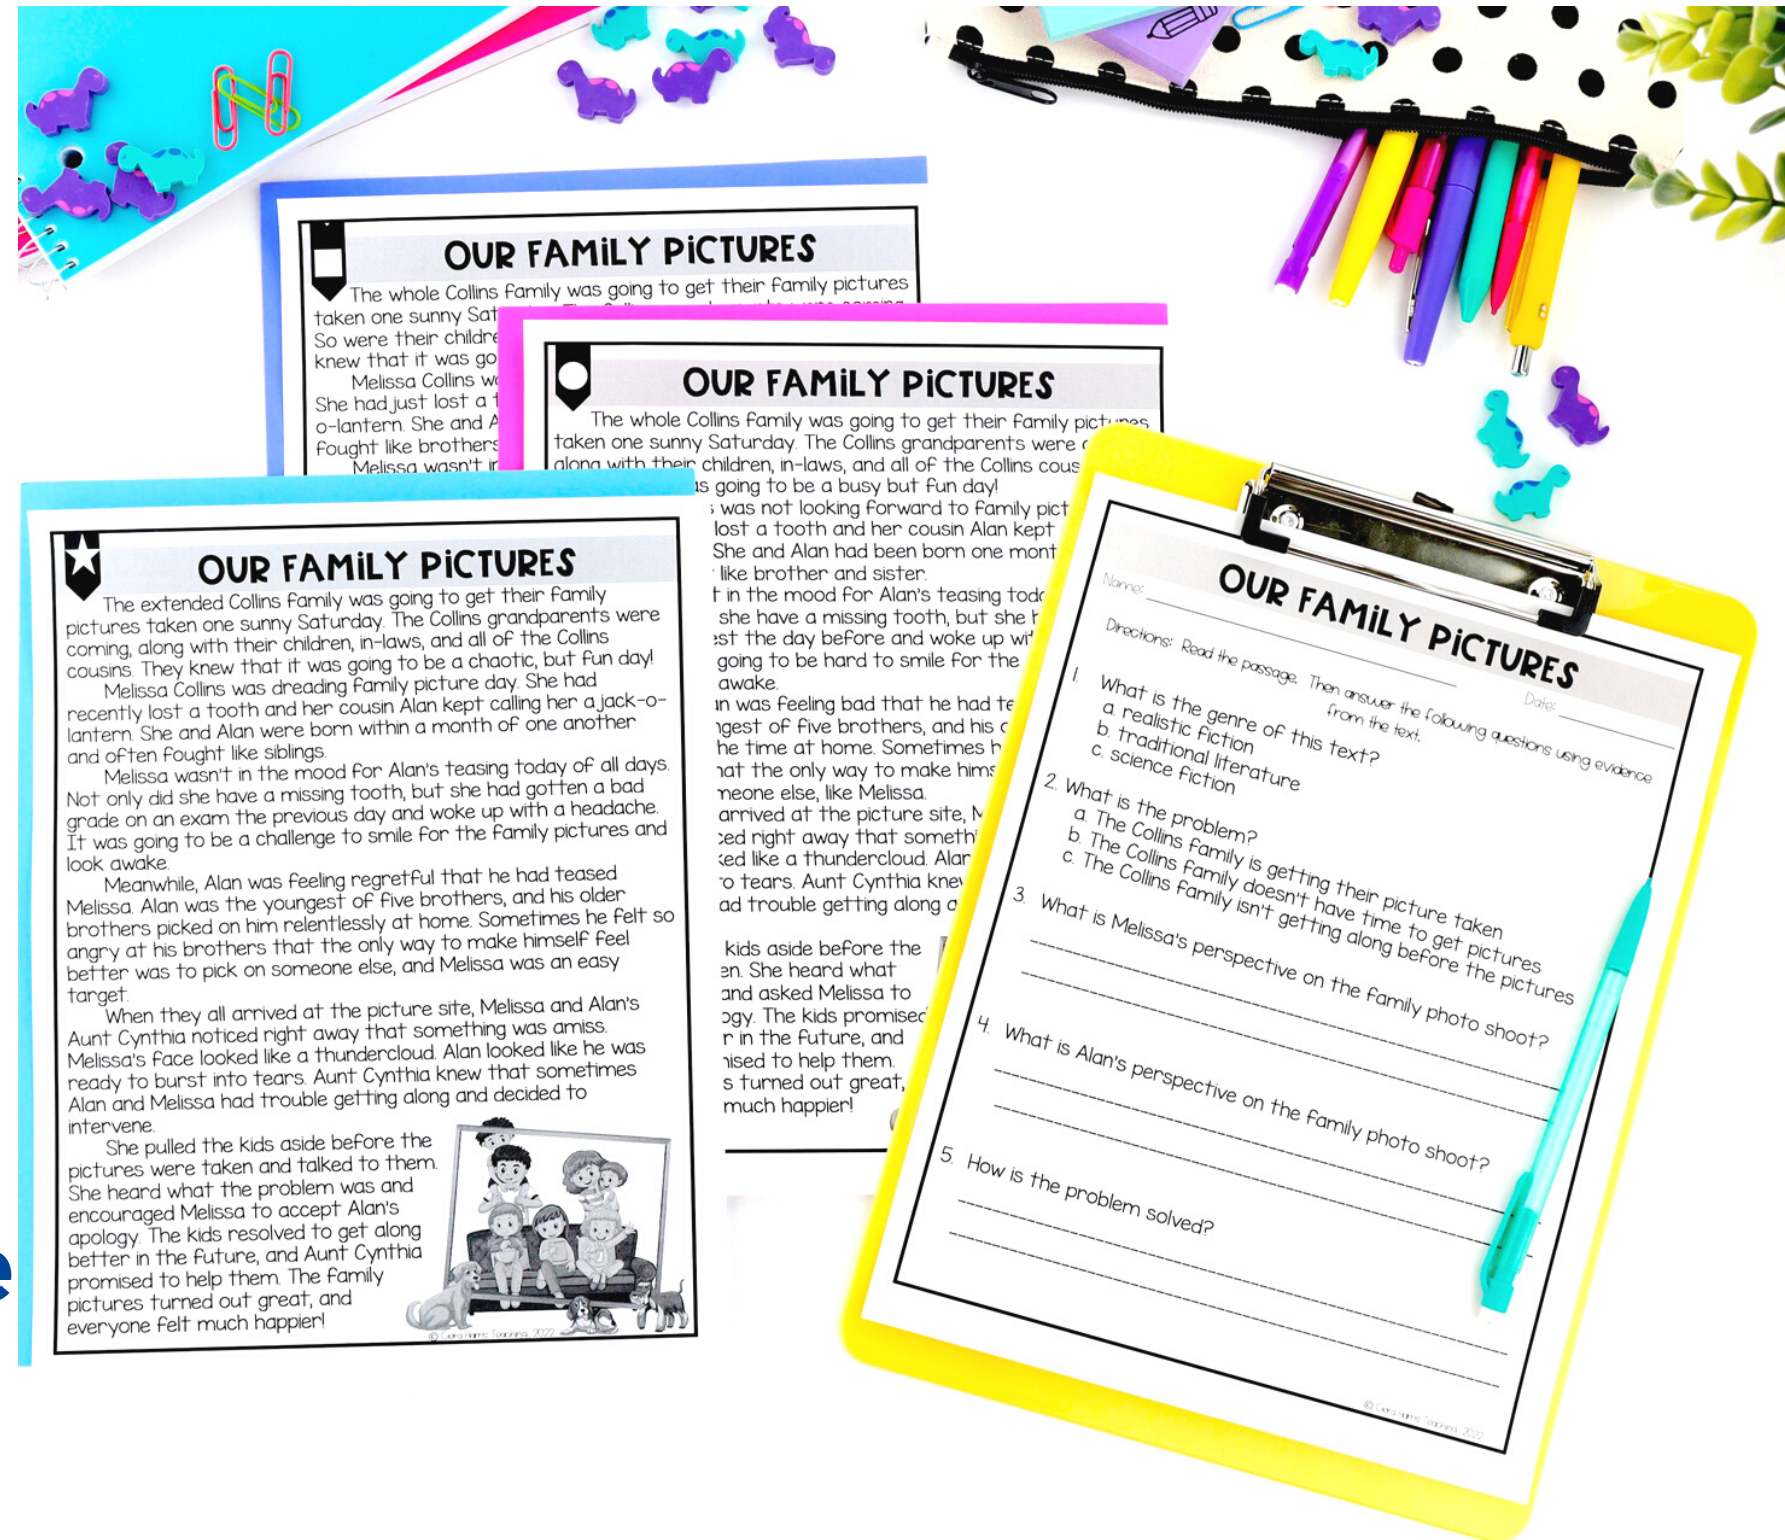 OUR FAMILY PICTURES
The whole Collins family was going to get their family pictures
taken one sunny Sat
So were their childre
knew that it was go
Melissa Collins wo
She had just lost a t
o-lantern. She and A
fought like brothers
Melissa wasn't in
OUR FAMILY PICTURES
The whole Collins family was going to get their family pictures
taken one sunny Saturday. The Collins grandparents were c
along with their children, in-laws, and all of the Collins cous
as going to be a busy but fun day!
s was not looking forward to family pict
lost a tooth and her cousin Alan kept
She and Alan had been born one mont
like brother and sister.
t in the mood for Alan's teasing toda
she have a missing tooth, but she h
est the day before and woke up wit
going to be hard to smile for the
awake.
an was feeling bad that he had te
ngest of five brothers, and his o
he time at home. Sometimes h
hat the only way to make hims
meone else, like Melissa.
arrived at the picture site, M
ced right away that somethi
ked like a thundercloud. Alan
to tears. Aunt Cynthia knew
ad trouble getting along a
kids aside before the
en. She heard what
and asked Melissa to
ogy. The kids promised
r in the future, and
nised to help them.
s turned out great,
much happier!
OUR FAMILY PICTURES
The extended Collins family was going to get their family
pictures taken one sunny Saturday. The Collins grandparents were
coming, along with their children, in-laws, and all of the Collins
cousins. They knew that it was going to be a chaotic, but fun day!
Melissa Collins was dreading family picture day. She had
recently lost a tooth and her cousin Alan kept calling her a jack-o-
lantern. She and Alan were born within a month of one another
and often fought like siblings.
Melissa wasn't in the mood for Alan's teasing today of all days.
Not only did she have a missing tooth, but she had gotten a bad
grade on an exam the previous day and woke up with a headache.
It was going to be a challenge to smile for the family pictures and
look awake.
Meanwhile, Alan was feeling regretful that he had teased
Melissa. Alan was the youngest of five brothers, and his older
brothers picked on him relentlessly at home. Sometimes he felt so
angry at his brothers that the only way to make himself feel
better was to pick on someone else, and Melissa was an easy
target.
When they all arrived at the picture site, Melissa and Alan's
Aunt Cynthia noticed right away that something was amiss.
Melissa's face looked like a thundercloud. Alan looked like he was
ready to burst into tears. Aunt Cynthia knew that sometimes
Alan and Melissa had trouble getting along and decided to
intervene.
She pulled the kids aside before the
pictures were taken and talked to them.
She heard what the problem was and
encouraged Melissa to accept Alan's
apology. The kids resolved to get along
better in the future, and Aunt Cynthia
promised to help them. The family
pictures turned out great, and
everyone felt much happier!
© Ciera Harris Teaching, 2022
e
OUR FAMILY PICTURES
Name:
Date:
Directions: Read the passage. Then answer the following questions using evidence
from the text.
1. What is the genre of this text?
a. realistic fiction
b. traditional literature
c. science fiction
2. What is the problem?
a. The Collins family is getting their picture taken
b. The Collins family doesn't have time to get pictures
c. The Collins family isn't getting along before the pictures
3. What is Melissa's perspective on the family photo shoot?
4. What is Alan's perspective on the family photo shoot?
5. How is the problem solved?
© Ciera Harris Teaching, 2022